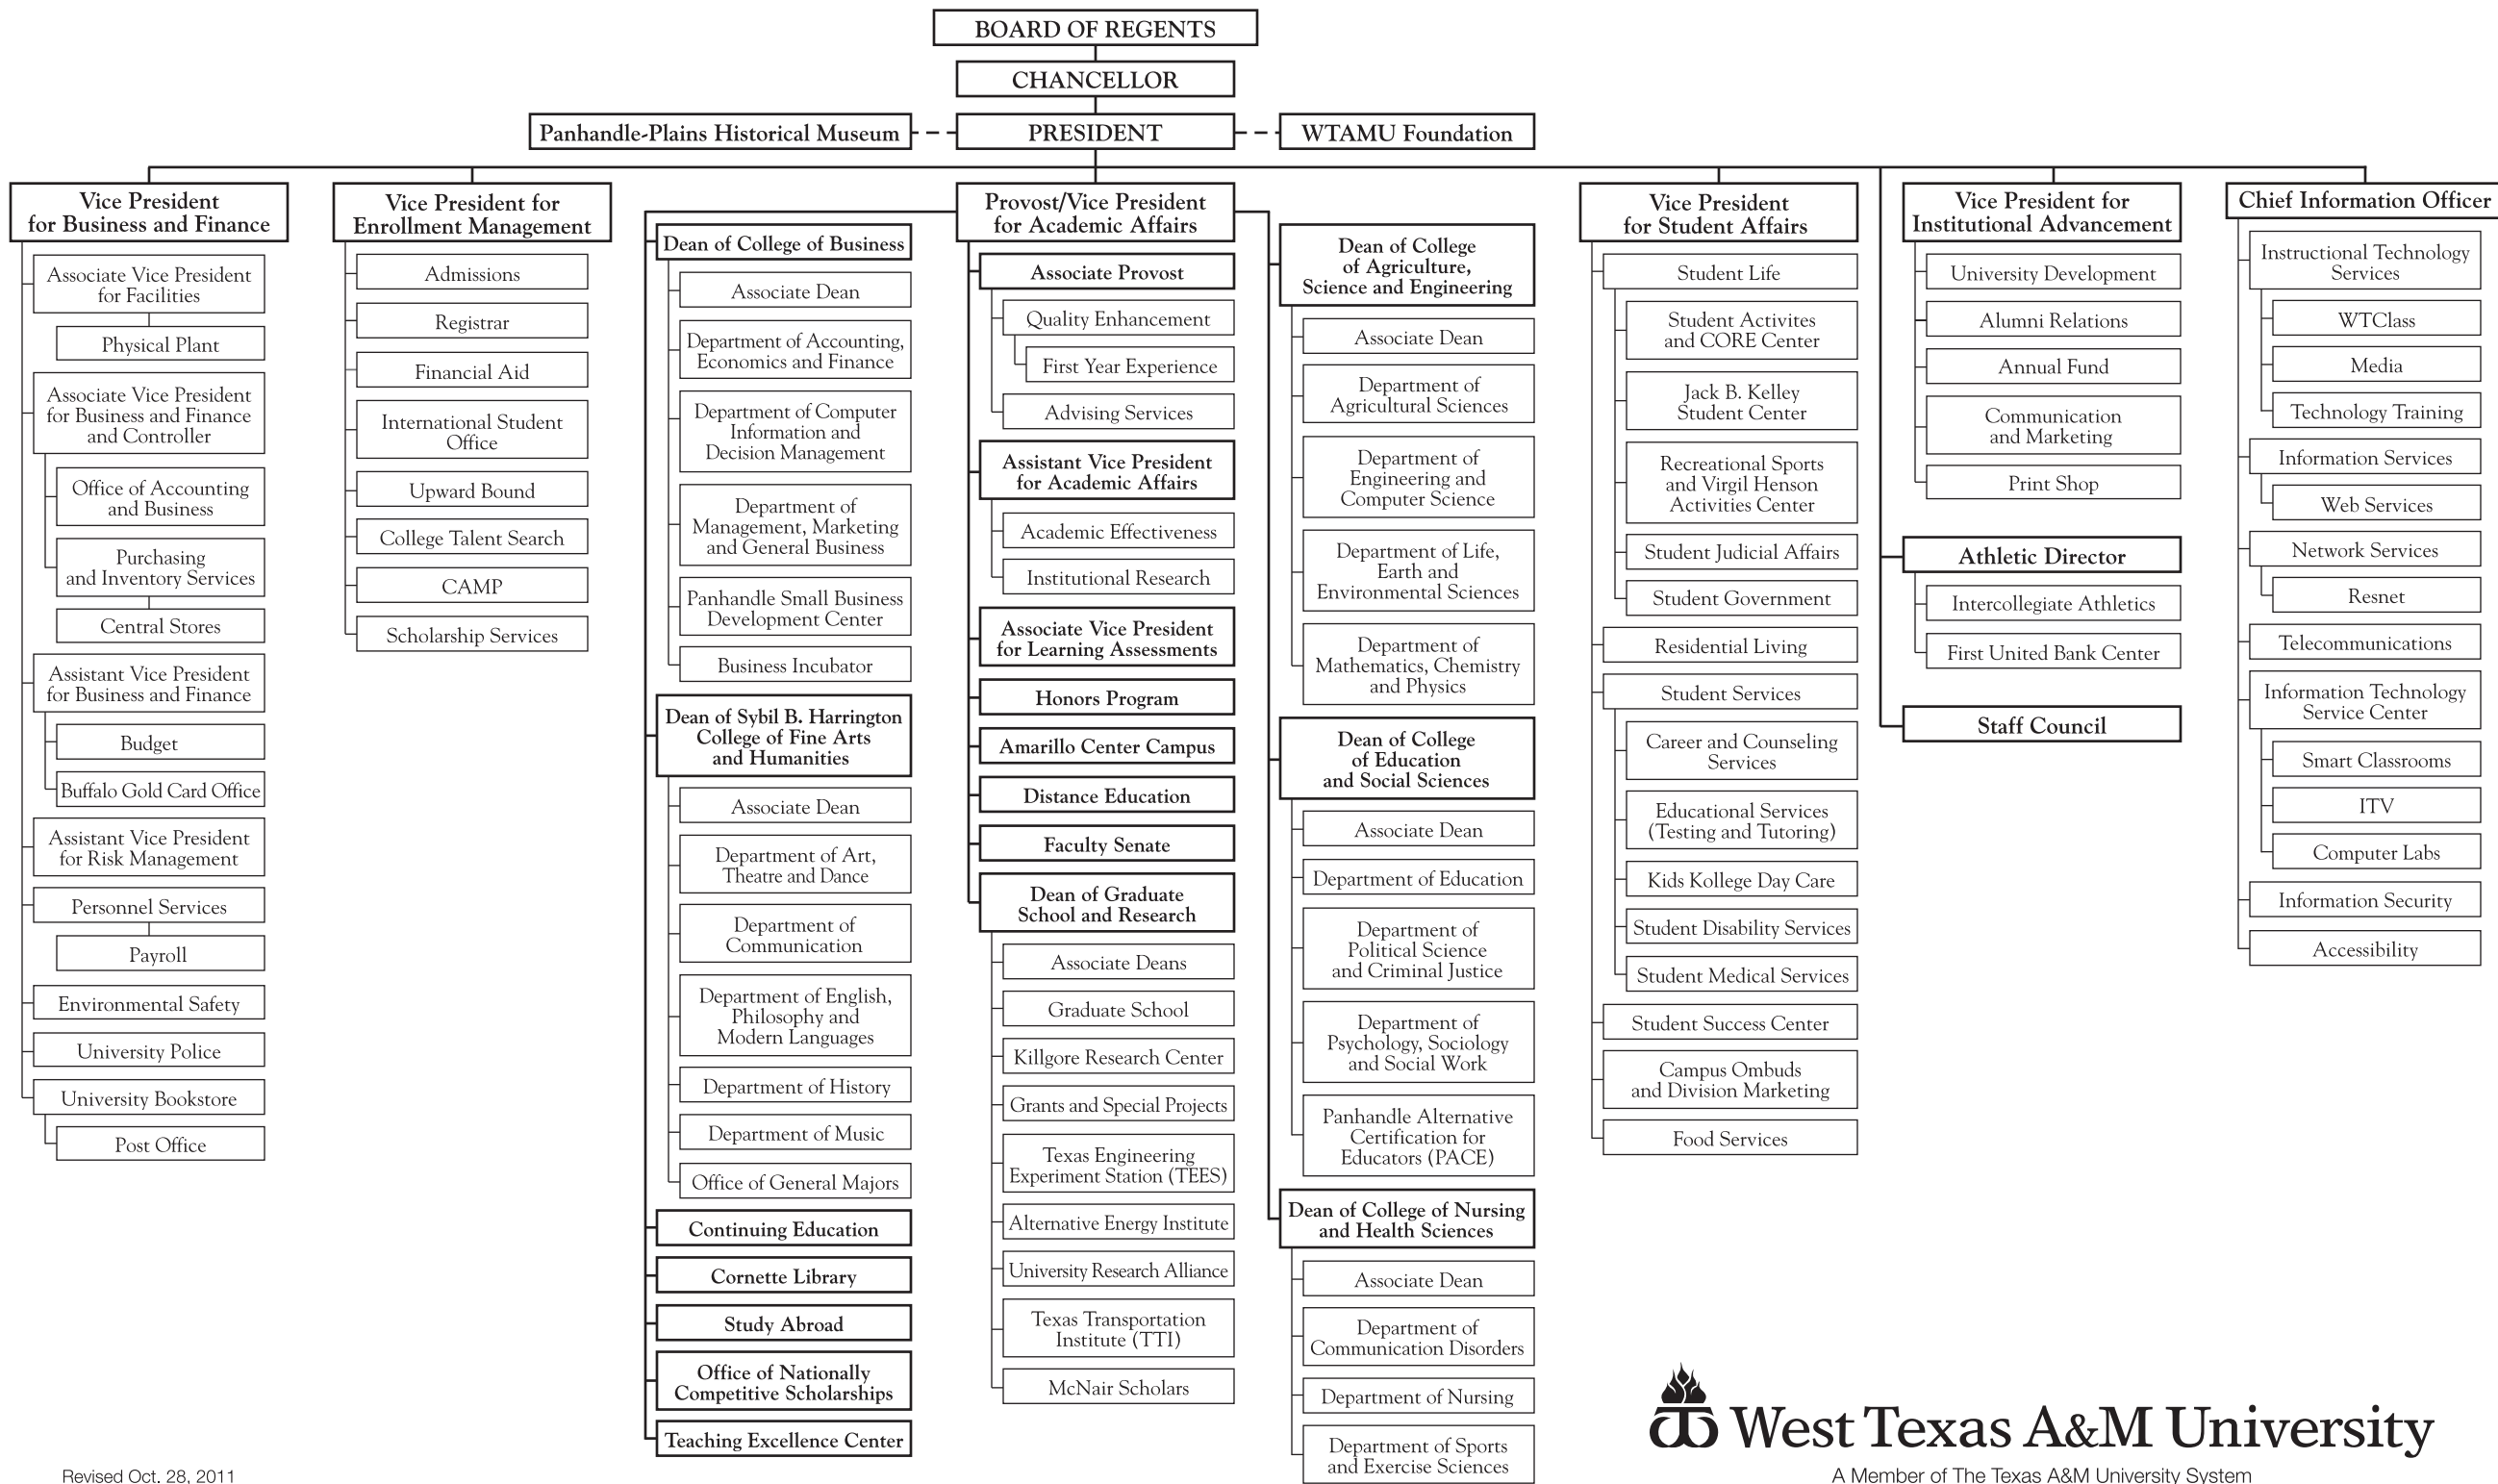 BOARD OF REGENTS
CHANCELLOR
Panhandle-Plains Historical Museum
PRESIDENT
WTAMU Foundation
Vice President
for Business and Finance
Associate Vice President
for Facilities
Physical Plant
Associate Vice President
for Business and Finance
and Controller
Office of Accounting
and Business
Purchasing
and Inventory Services
Central Stores
Assistant Vice President
for Business and Finance
Budget
Buffalo Gold Card Office
Assistant Vice President
for Risk Management
Personnel Services
Payroll
Environmental Safety
University Police
University Bookstore
Post Office
Vice President for
Enrollment Management
Admissions
Registrar
Financial Aid
International Student
Office
Upward Bound
College Talent Search
CAMP
Scholarship Services
Provost/Vice President
for Academic Affairs
Dean of College of Business
Associate Dean
Department of Accounting,
Economics and Finance
Department of Computer
Information and
Decision Management
Department of
Management, Marketing
and General Business
Panhandle Small Business
Development Center
Business Incubator
Dean of Sybil B. Harrington
College of Fine Arts
and Humanities
Associate Dean
Department of Art,
Theatre and Dance
Department of
Communication
Department of English,
Philosophy and
Modern Languages
Department of History
Department of Music
Office of General Majors
Continuing Education
Cornette Library
Study Abroad
Office of Nationally
Competitive Scholarships
Teaching Excellence Center
Associate Provost
Quality Enhancement
First Year Experience
Advising Services
Assistant Vice President
for Academic Affairs
Academic Effectiveness
Institutional Research
Associate Vice President
for Learning Assessments
Honors Program
Amarillo Center Campus
Distance Education
Faculty Senate
Dean of Graduate
School and Research
Associate Deans
Graduate School
Killgore Research Center
Grants and Special Projects
Texas Engineering
Experiment Station (TEES)
Alternative Energy Institute
University Research Alliance
Texas Transportation
Institute (TTI)
McNair Scholars
Dean of College
of Agriculture,
Science and Engineering
Associate Dean
Department of
Agricultural Sciences
Department of
Engineering and
Computer Science
Department of Life,
Earth and
Environmental Sciences
Department of
Mathematics, Chemistry
and Physics
Dean of College
of Education
and Social Sciences
Associate Dean
Department of Education
Department of
Political Science
and Criminal Justice
Department of
Psychology, Sociology
and Social Work
Panhandle Alternative
Certification for
Educators (PACE)
Dean of College of Nursing
and Health Sciences
Associate Dean
Department of
Communication Disorders
Department of Nursing
Department of Sports
and Exercise Sciences
Vice President
for Student Affairs
Student Life
Student Activites
and CORE Center
Jack B. Kelley
Student Center
Recreational Sports
and Virgil Henson
Activities Center
Student Judicial Affairs
Student Government
Residential Living
Student Services
Career and Counseling
Services
Educational Services
(Testing and Tutoring)
Kids Kollege Day Care
Student Disability Services
Student Medical Services
Student Success Center
Campus Ombuds
and Division Marketing
Food Services
Vice President for
Institutional Advancement
University Development
Alumni Relations
Annual Fund
Communication
and Marketing
Print Shop
Athletic Director
Intercollegiate Athletics
First United Bank Center
Staff Council
Chief Information Officer
Instructional Technology
Services
WTClass
Media
Technology Training
Information Services
Web Services
Network Services
Resnet
Telecommunications
Information Technology
Service Center
Smart Classrooms
ITV
Computer Labs
Information Security
Accessibility
West Texas A&M University
A Member of The Texas A&M University System
Revised Oct. 28, 2011